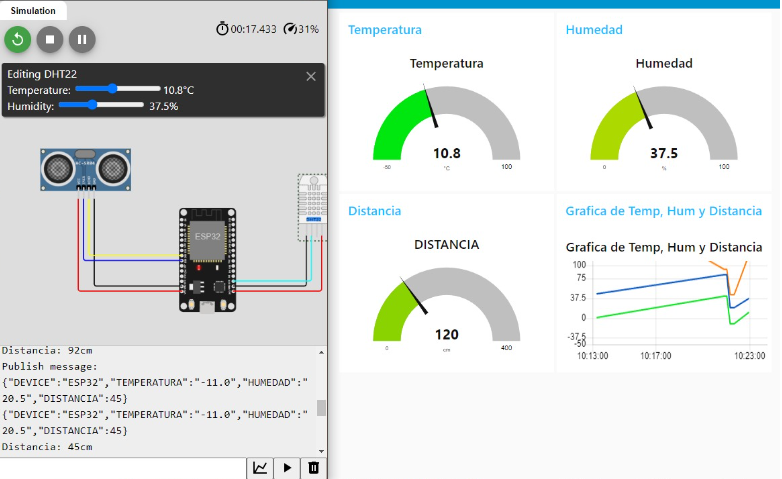 Simulation
00:17.433
31%
Editing DHT22
Temperature:
10.8°C
Humidity:
37.5%
HC-SR04
ESP32
Distancia: 92cm
Publish message:
{"DEVICE":"ESP32","TEMPERATURA":"-11.0","HUMEDAD":"
20.5","DISTANCIA":45}
{"DEVICE":"ESP32","TEMPERATURA":"-11.0","HUMEDAD":"
20.5","DISTANCIA":45}
Distancia: 45cm
Temperatura
Temperatura
10.8
°C
-50
100
Humedad
Humedad
37.5
%
0
100
Distancia
DISTANCIA
120
cm
0
400
Grafica de Temp, Hum y Distancia
Grafica de Temp, Hum y Distancia
100
75
37.5
0
-37.5
-50
10:13:00
10:17:00
10:23:00